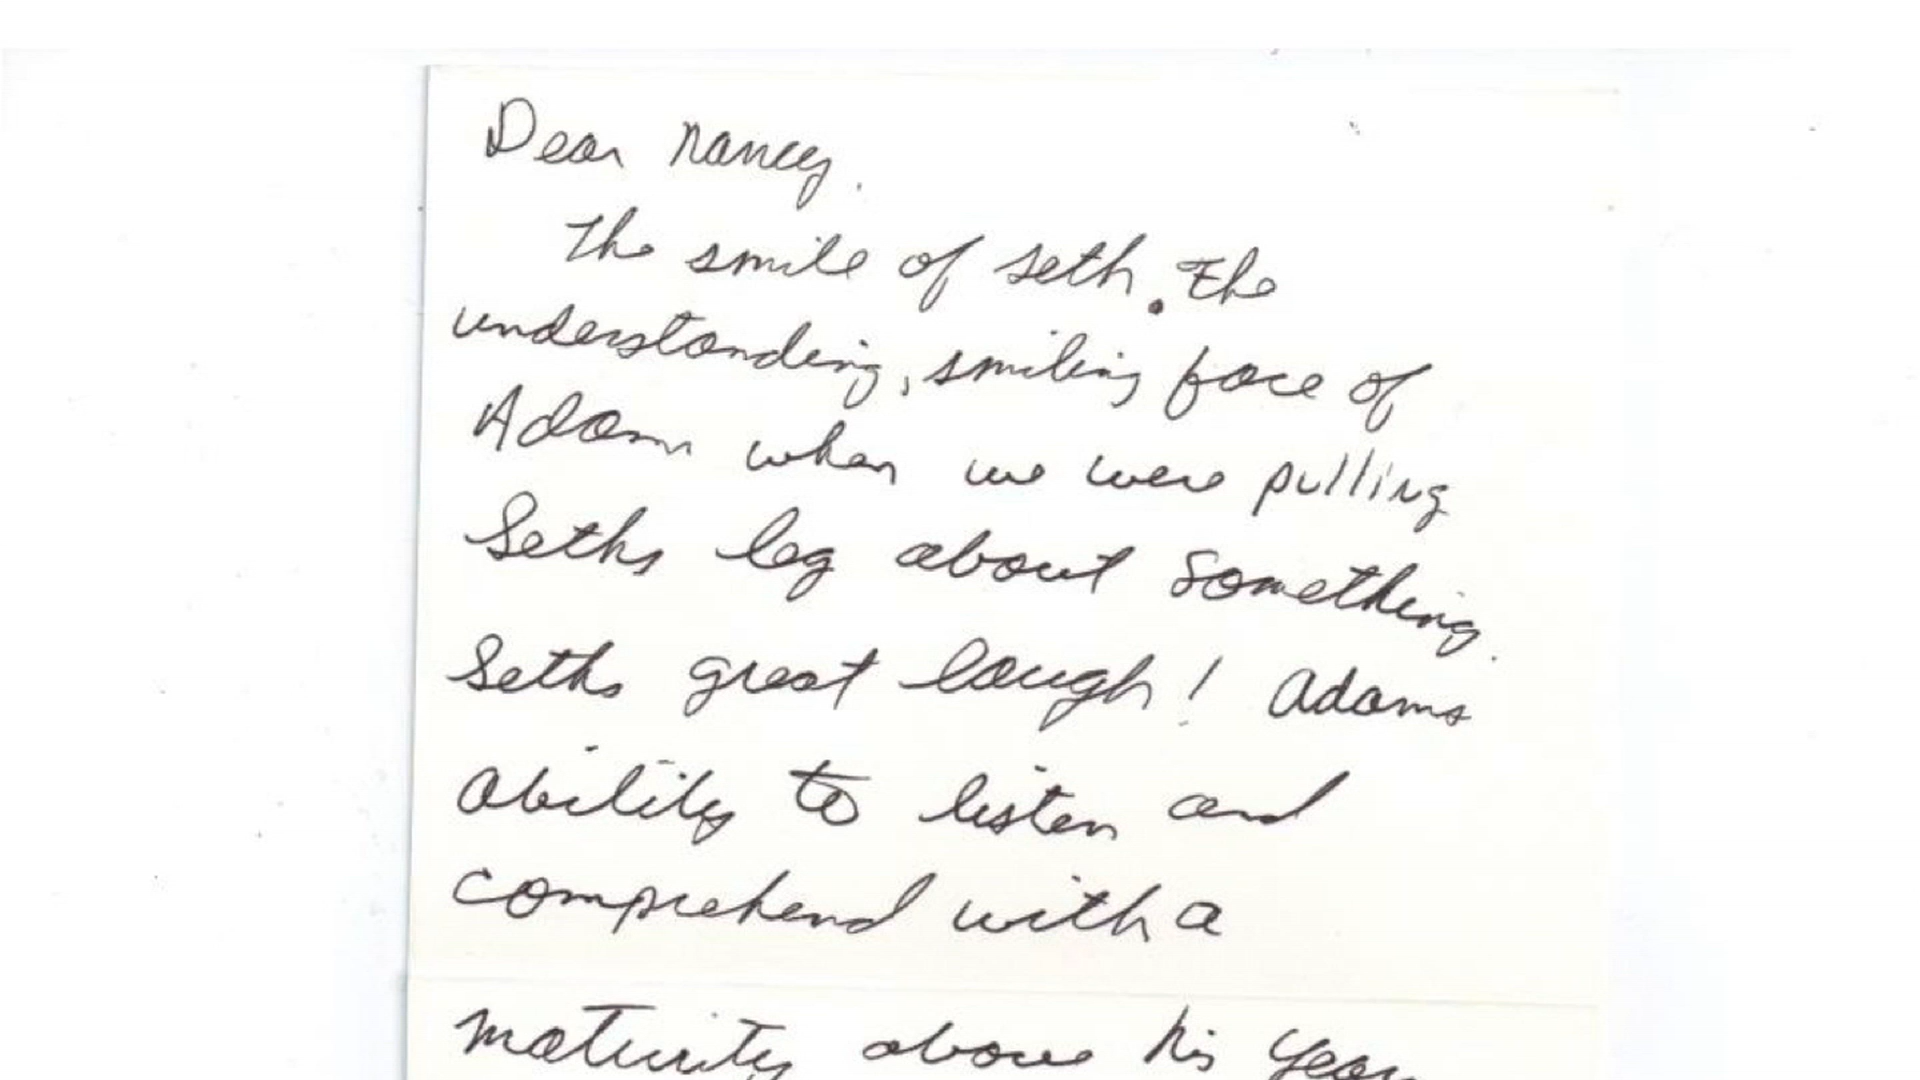 Dear Nancy.
The smile of Seth. The
understanding, smiling face of
Adam when we were pulling
Seths leg about something.
Seths great laugh! Adams
ability to listen and
comprehend with a
maturity above his